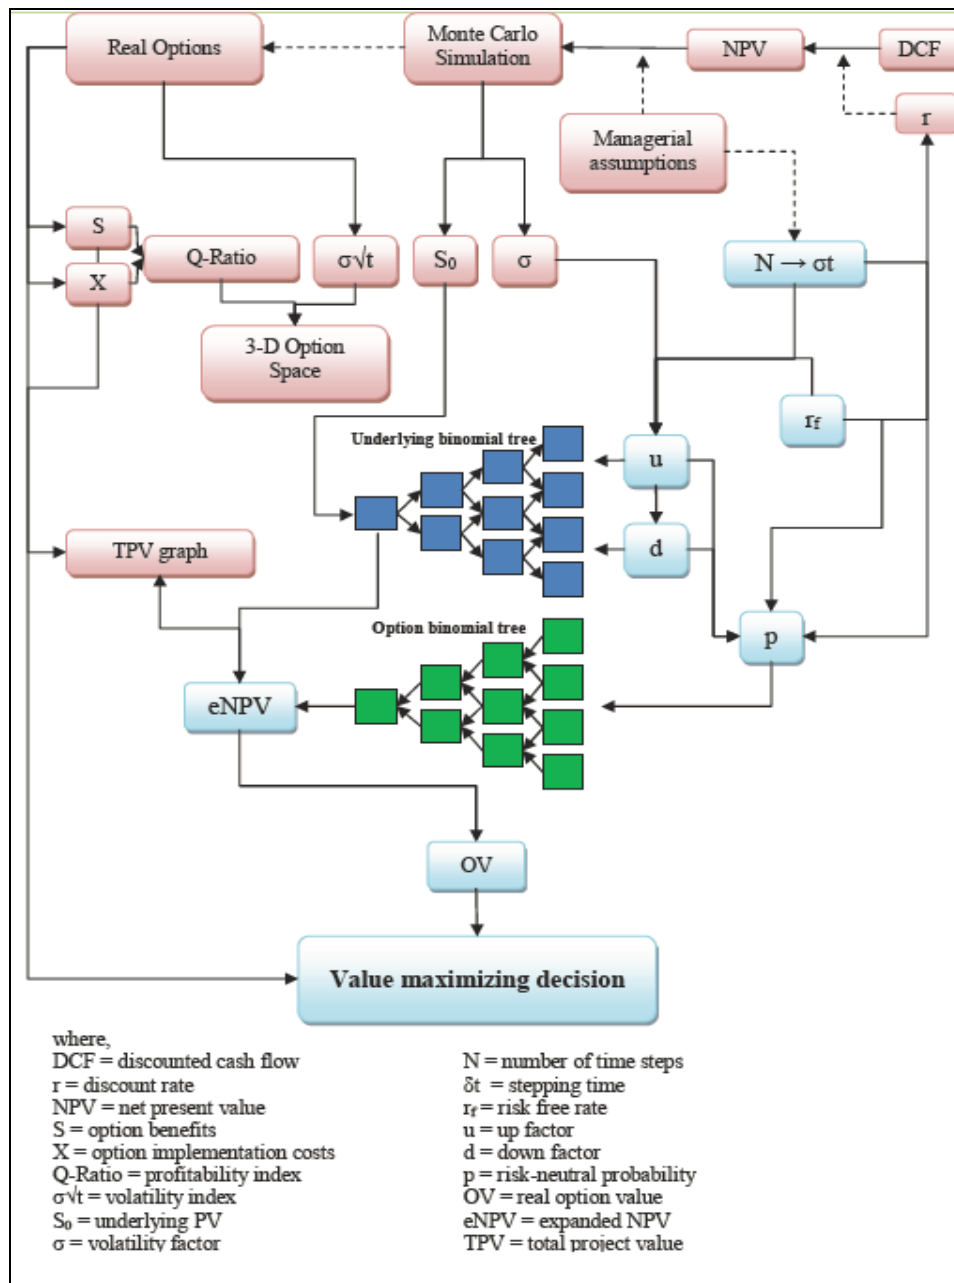 Real Options
Monte Carlo
Simulation
NPV
DCF
r
Managerial
assumptions
S
X
Q-Ratio
σ√t
S₀
σ
N → σt
3-D Option
Space
r_f
Underlying binomial tree
u
d
TPV graph
Option binomial tree
p
eNPV
OV
Value maximizing decision
where,
DCF = discounted cash flow
r = discount rate
NPV = net present value
S = option benefits
X = option implementation costs
Q-Ratio = profitability index
σ√t = volatility index
S₀ = underlying PV
σ = volatility factor
N = number of time steps
δt = stepping time
r_f = risk free rate
u = up factor
d = down factor
p = risk-neutral probability
OV = real option value
eNPV = expanded NPV
TPV = total project value